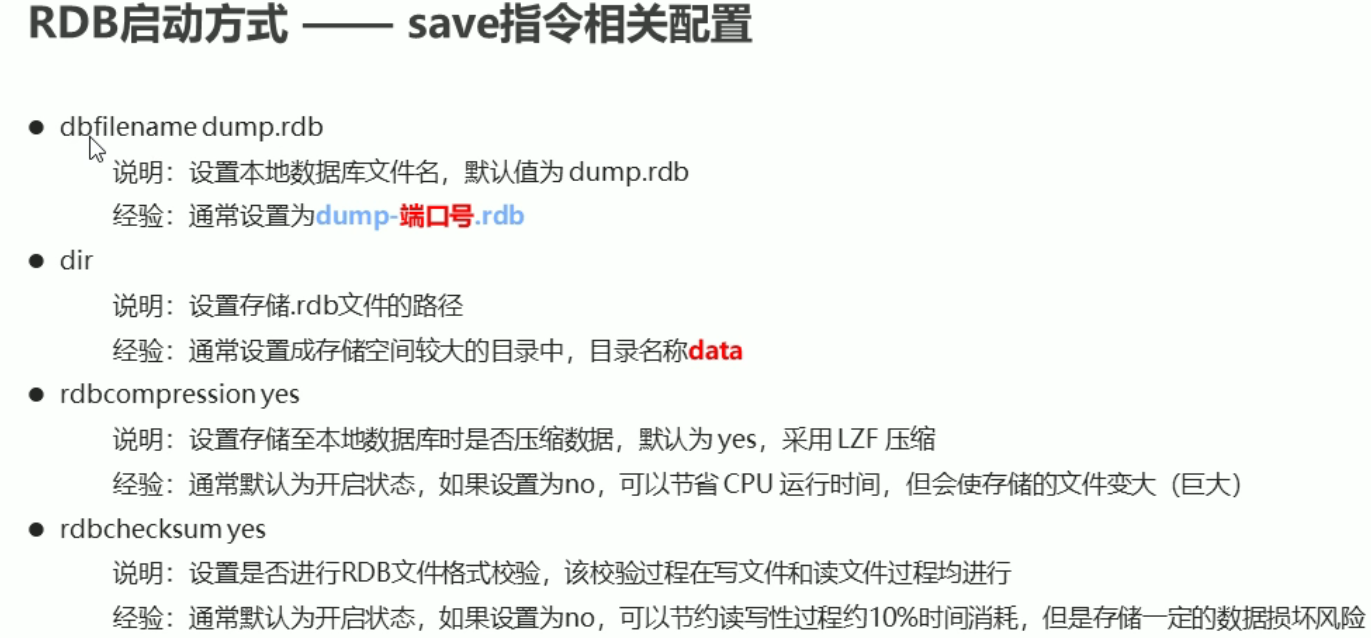 RDB启动方式 —— save指令相关配置
● dbfilename dump.rdb
说明：设置本地数据库文件名，默认值为 dump.rdb
经验：通常设置为dump-端口号.rdb
● dir
说明：设置存储.rdb文件的路径
经验：通常设置成存储空间较大的目录中，目录名称data
● rdbcompression yes
说明：设置存储至本地数据库时是否压缩数据，默认为 yes，采用 LZF 压缩
经验：通常默认为开启状态，如果设置为no，可以节省 CPU 运行时间，但会使存储的文件变大（巨大）
● rdbchecksum yes
说明：设置是否进行RDB文件格式校验，该校验过程在写文件和读文件过程均进行
经验：通常默认为开启状态，如果设置为no，可以节约读写性过程约10%时间消耗，但是存储一定的数据损坏风险